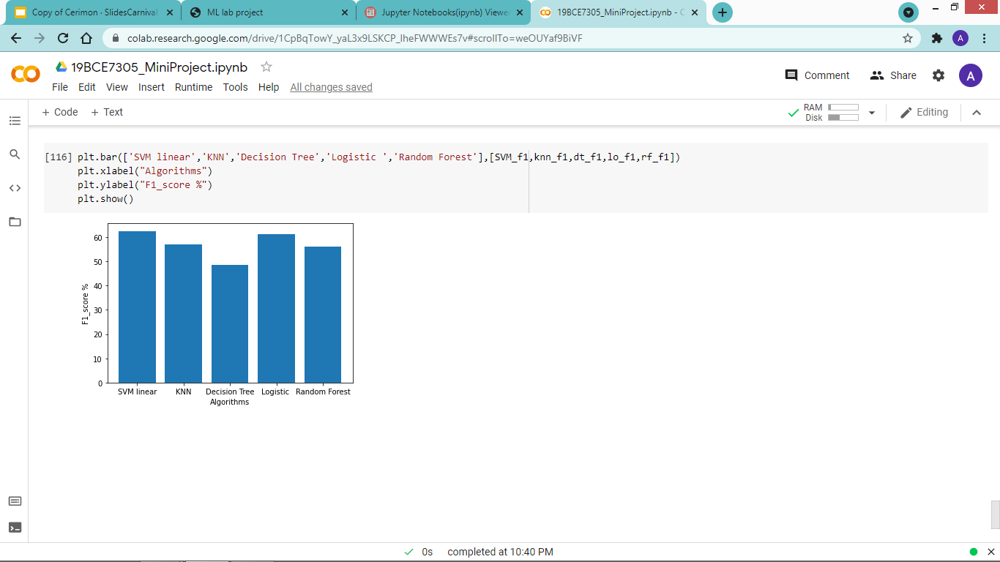 Copy of Cerimon · SlidesCarnival
ML lab project
Jupyter Notebooks(ipynb) Viewer
19BCE7305_MiniProject.ipynb - C
colab.research.google.com/drive/1CpBqTowY_yaL3x9LSKCP_IheFWWWEs7v#scrollTo=weOUYaf9BiVF
A
19BCE7305_MiniProject.ipynb
Comment
Share
A
File Edit View Insert Runtime Tools Help All changes saved
+ Code + Text
RAM
Disk
Editing
[116] plt.bar(['SVM linear','KNN','Decision Tree','Logistic ','Random Forest'],[SVM_f1,knn_f1,dt_f1,lo_f1,rf_f1])
plt.xlabel("Algorithms")
plt.ylabel("F1_score %")
plt.show()
60
50
40
30
20
10
0
F1_score %
SVM linear KNN Decision Tree Logistic Random Forest
Algorithms
0s completed at 10:40 PM